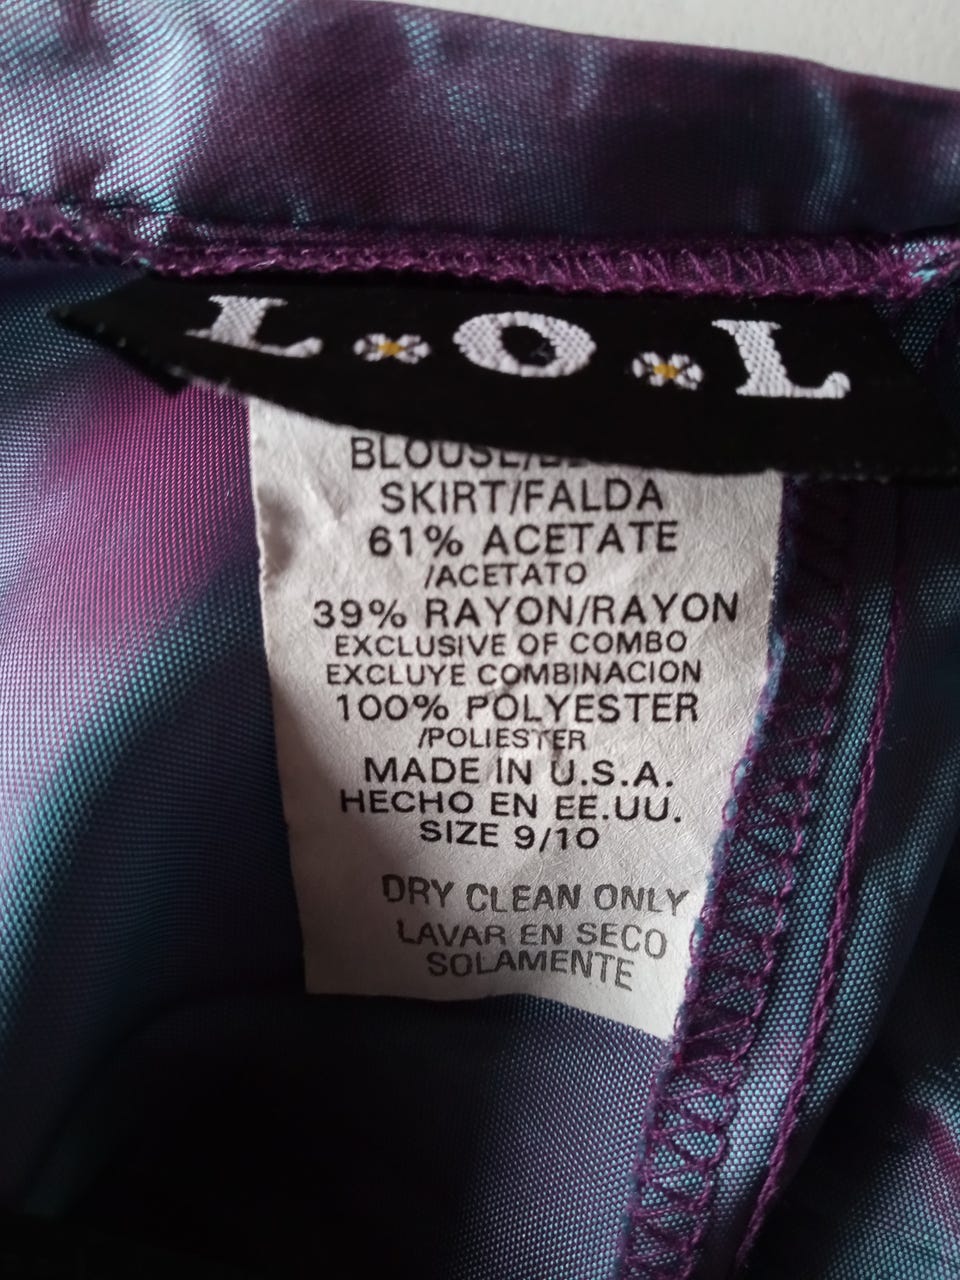 L.O.L
BLOUSE/
SKIRT/FALDA
61% ACETATE
/ACETATO
39% RAYON/RAYON
EXCLUSIVE OF COMBO
EXCLUYE COMBINACION
100% POLYESTER
/POLIESTER
MADE IN U.S.A.
HECHO EN EE.UU.
SIZE 9/10
DRY CLEAN ONLY
LAVAR EN SECO
SOLAMENTE